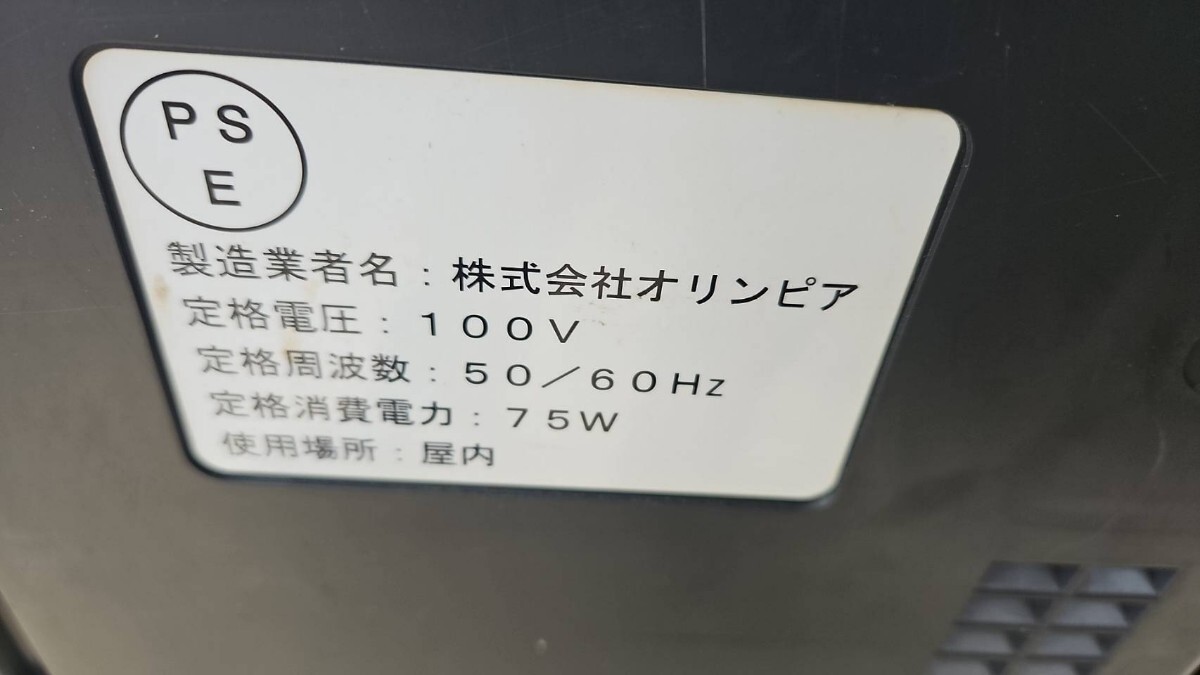 PS
E
製造業者名：株式会社オリンピア
定格電圧：１００Ｖ
定格周波数：５０／６０Ｈｚ
定格消費電力：７５Ｗ
使用場所：屋内